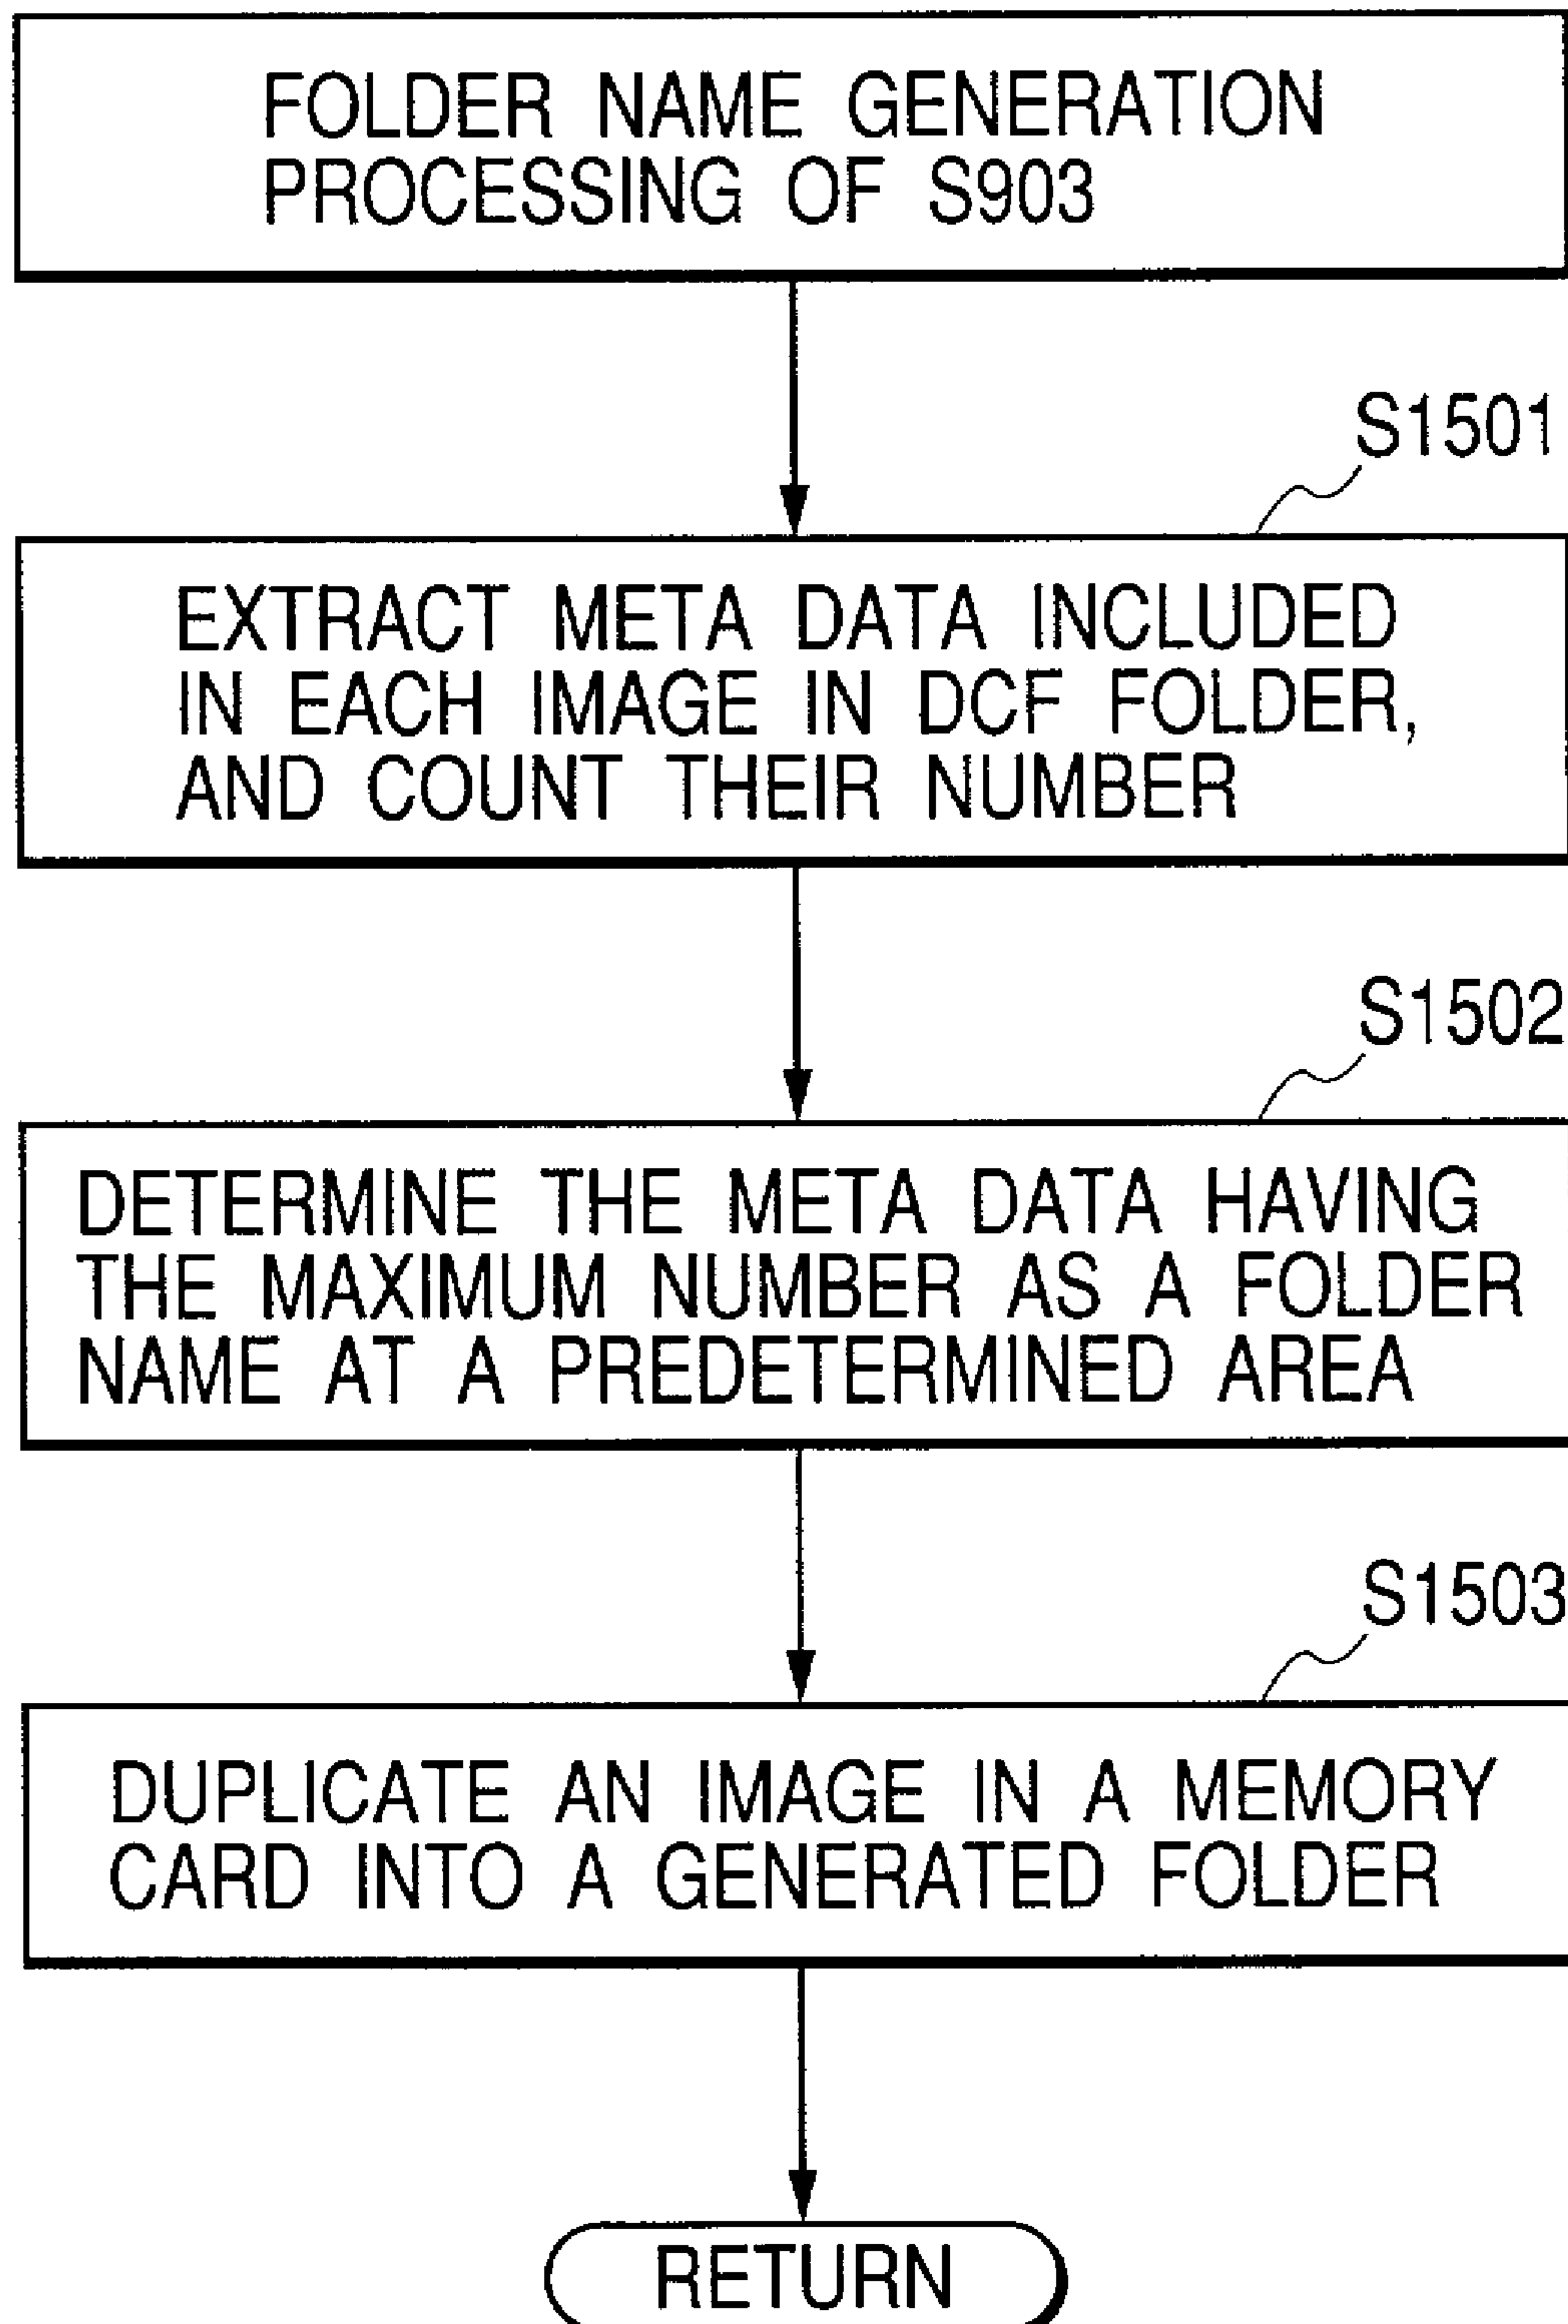 FOLDER NAME GENERATION
PROCESSING OF S903
S1501
EXTRACT META DATA INCLUDED
IN EACH IMAGE IN DCF FOLDER,
AND COUNT THEIR NUMBER
S1502
DETERMINE THE META DATA HAVING
THE MAXIMUM NUMBER AS A FOLDER
NAME AT A PREDETERMINED AREA
S1503
DUPLICATE AN IMAGE IN A MEMORY
CARD INTO A GENERATED FOLDER
RETURN